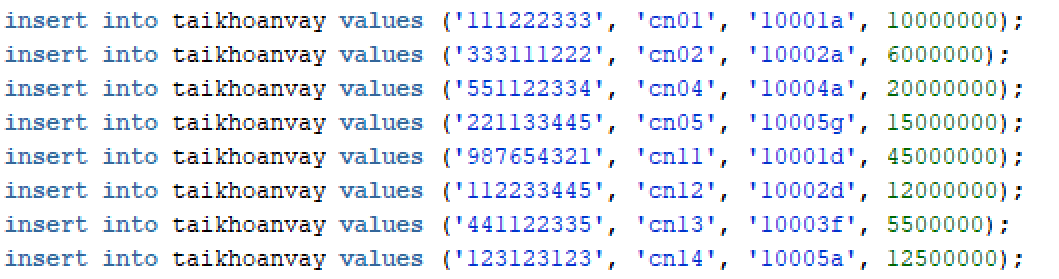 insert into taikhoanvay values ('111222333', 'cn01', '10001a', 10000000);
insert into taikhoanvay values ('333111222', 'cn02', '10002a', 6000000);
insert into taikhoanvay values ('551122334', 'cn04', '10004a', 20000000);
insert into taikhoanvay values ('221133445', 'cn05', '10005g', 15000000);
insert into taikhoanvay values ('987654321', 'cn11', '10001d', 45000000);
insert into taikhoanvay values ('112233445', 'cn12', '10002d', 12000000);
insert into taikhoanvay values ('441122335', 'cn13', '10003f', 5500000);
insert into taikhoanvay values ('123123123', 'cn14', '10005a', 12500000);